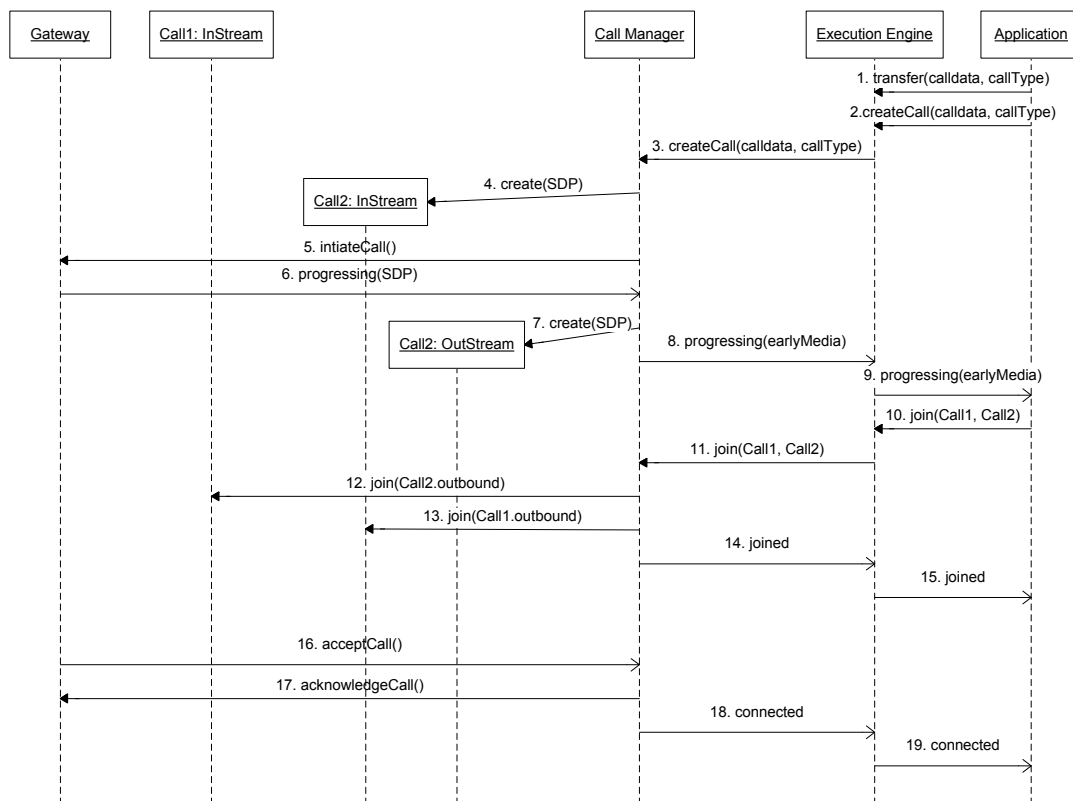 Gateway
Call1: InStream
Call Manager
Execution Engine
Application
1. transfer(calldata, callType)
2.createCall(calldata, callType)
3. createCall(calldata, callType)
4. create(SDP)
Call2: InStream
5. intiateCall()
6. progressing(SDP)
7. create(SDP)
Call2: OutStream
8. progressing(earlyMedia)
9. progressing(earlyMedia)
10. join(Call1, Call2)
11. join(Call1, Call2)
12. join(Call2.outbound)
13. join(Call1.outbound)
14. joined
15. joined
16. acceptCall()
17. acknowledgeCall()
18. connected
19. connected